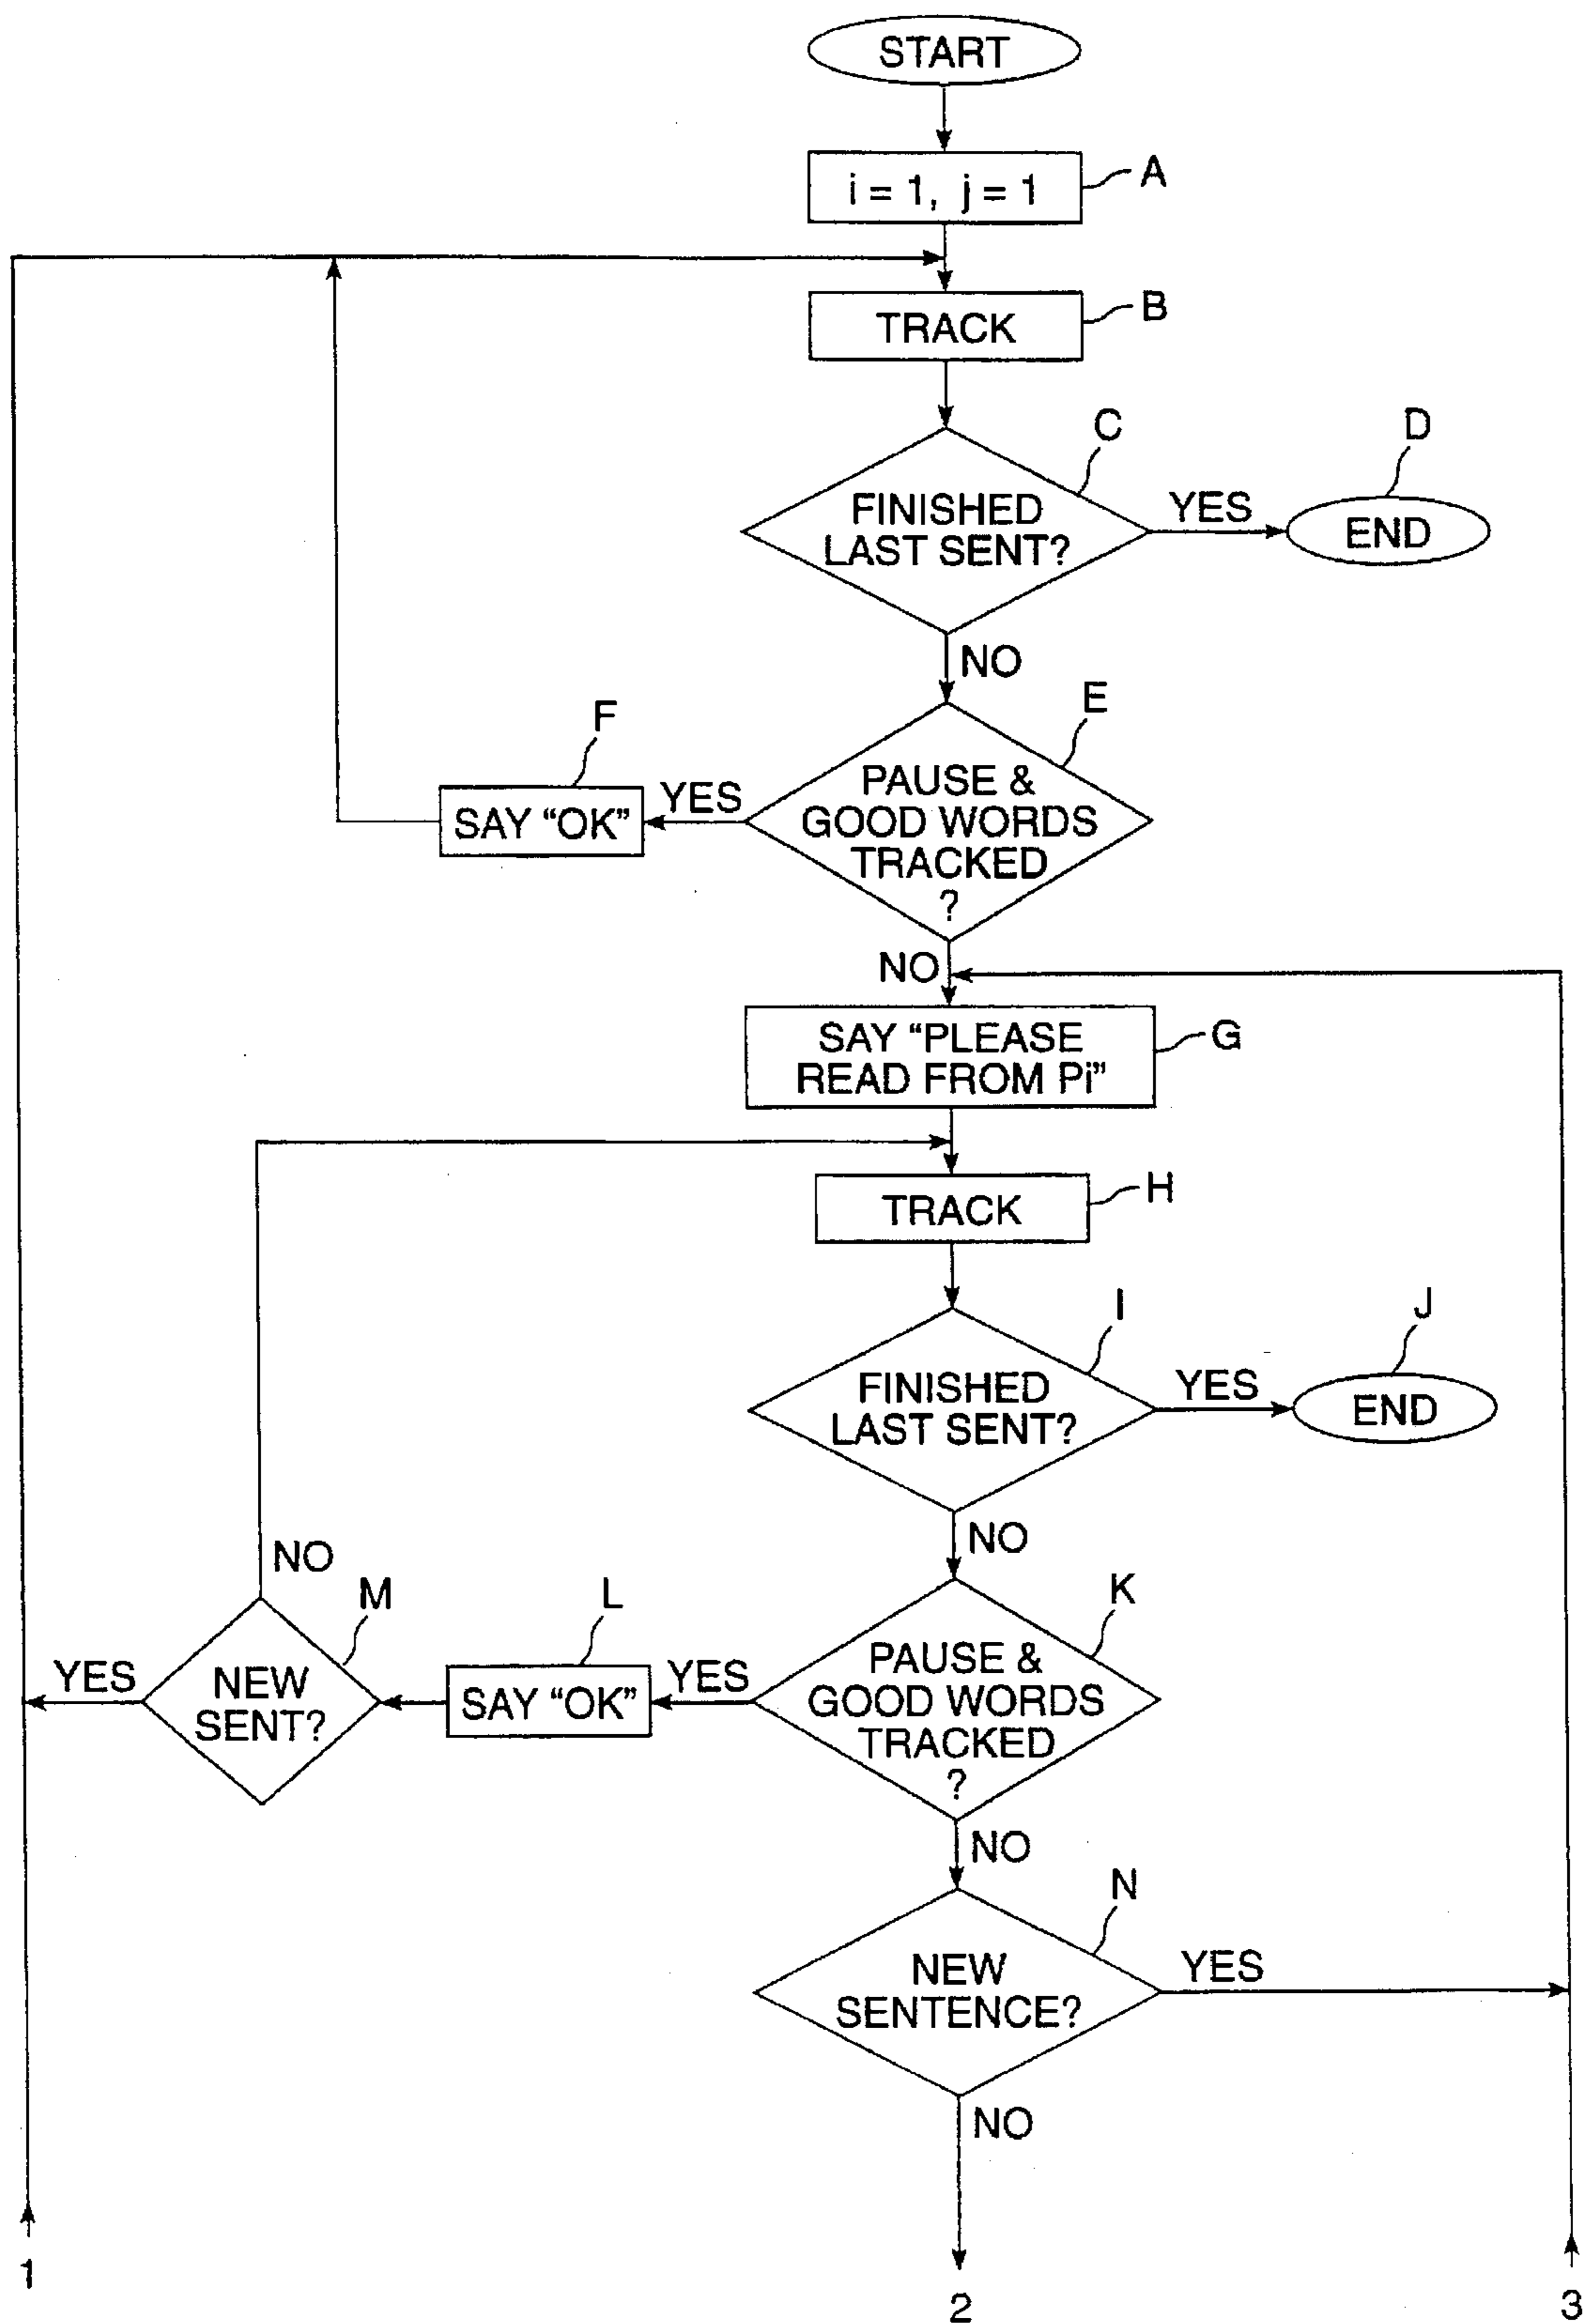 START
i = 1, j = 1
A
TRACK
B
C
D
FINISHED
LAST SENT?
YES
END
NO
E
F
PAUSE &
GOOD WORDS
TRACKED
?
YES
SAY “OK”
NO
SAY “PLEASE
READ FROM Pi”
G
TRACK
H
I
J
FINISHED
LAST SENT?
YES
END
NO
NO
M
L
K
PAUSE &
GOOD WORDS
TRACKED
?
YES
SAY “OK”
NEW
SENT?
YES
NO
N
NEW
SENTENCE?
YES
NO
1
2
3